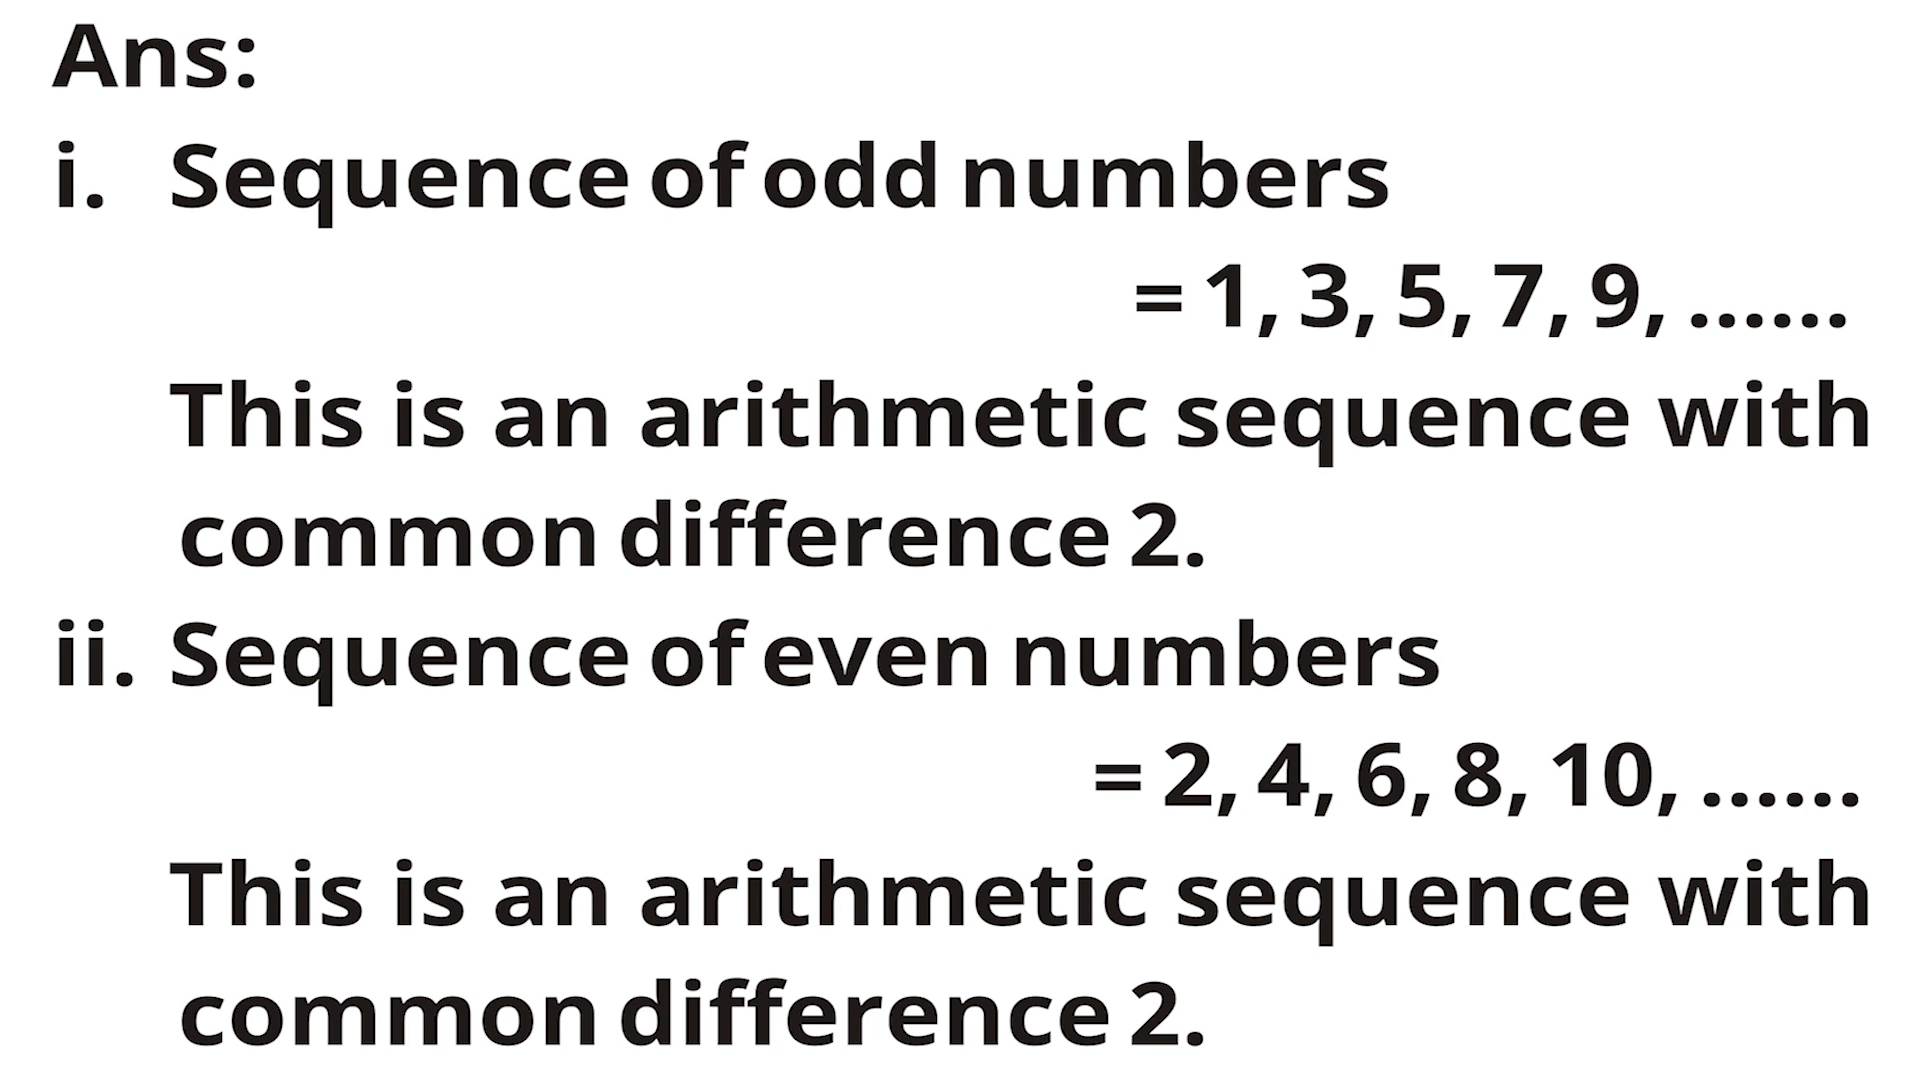 Ans:
i. Sequence of odd numbers
= 1, 3, 5, 7, 9, ......
This is an arithmetic sequence with
common difference 2.
ii. Sequence of even numbers
= 2, 4, 6, 8, 10, ......
This is an arithmetic sequence with
common difference 2.